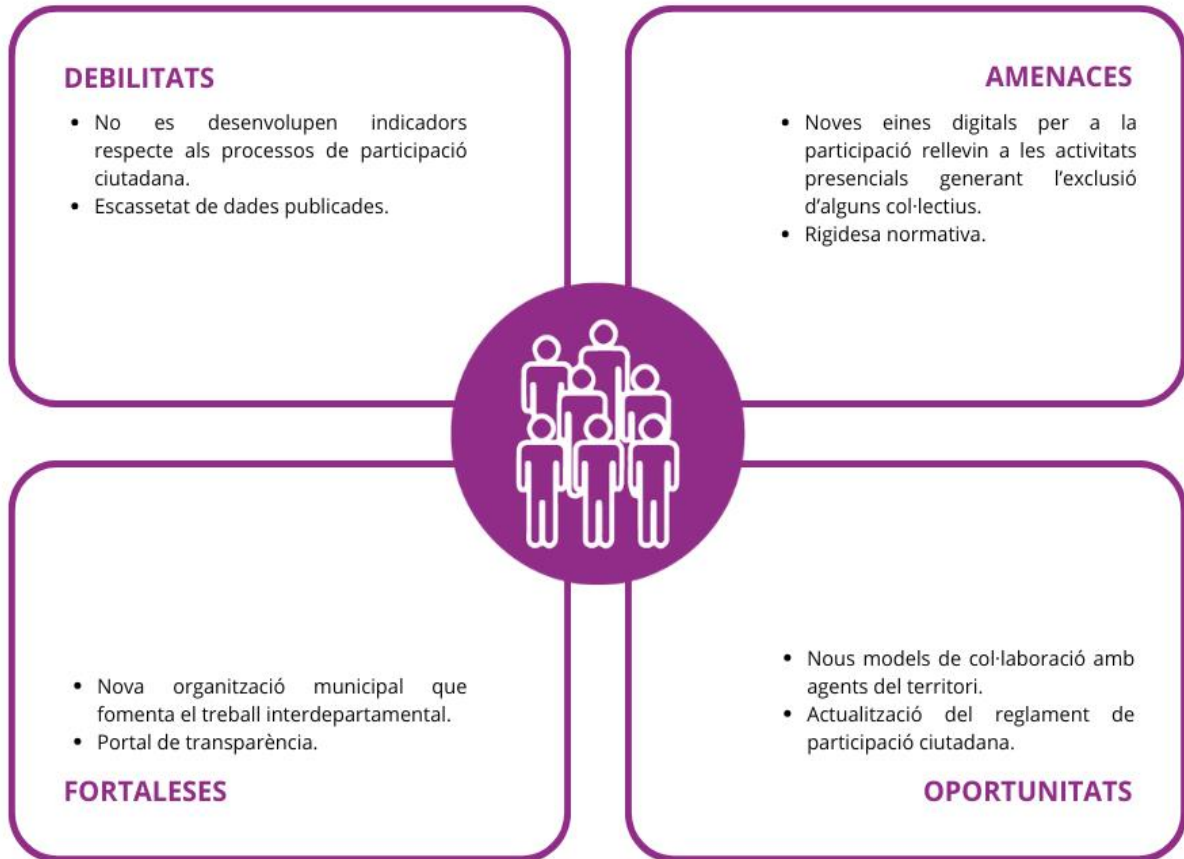 DEBILITATS
• No es desenvolupen indicadors
respecte als processos de participació
ciutadana.
• Escassetat de dades publicades.
AMENACES
• Noves eines digitals per a la
participació rellevin a les activitats
presencials generant l’exclusió
d’alguns col·lectius.
• Rigidesa normativa.
• Nova organització municipal que
fomenta el treball interdepartamental.
• Portal de transparència.
FORTALESES
• Nous models de col·laboració amb
agents del territori.
• Actualització del reglament de
participació ciutadana.
OPORTUNITATS